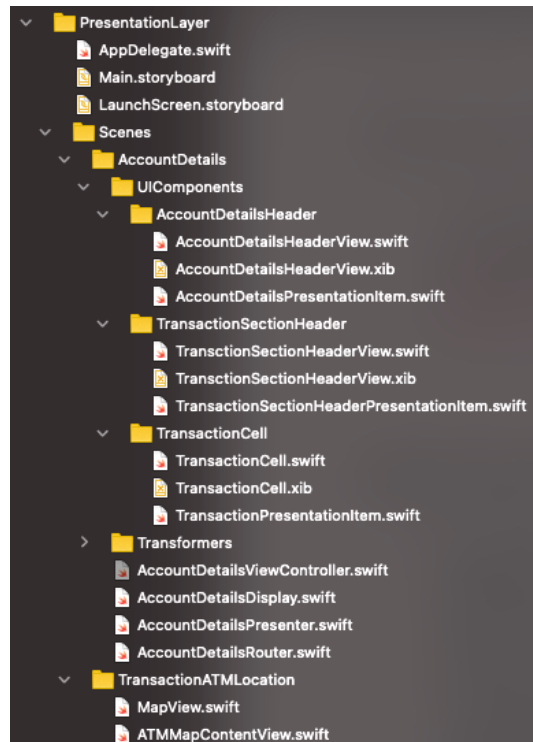 PresentationLayer
AppDelegate.swift
Main.storyboard
LaunchScreen.storyboard
Scenes
AccountDetails
UIComponents
AccountDetailsHeader
AccountDetailsHeaderView.swift
AccountDetailsHeaderView.xib
AccountDetailsPresentationItem.swift
TransactionSectionHeader
TransctionSectionHeaderView.swift
TransctionSectionHeaderView.xib
TransactionSectionHeaderPresentationItem.swift
TransactionCell
TransactionCell.swift
TransactionCell.xib
TransactionPresentationItem.swift
Transformers
AccountDetailsViewController.swift
AccountDetailsDisplay.swift
AccountDetailsPresenter.swift
AccountDetailsRouter.swift
TransactionATMLocation
MapView.swift
ATMMapContentView.swift